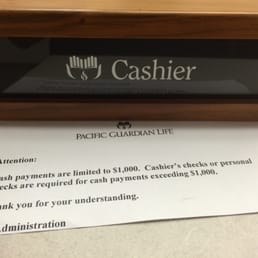 Cashier
PACIFIC GUARDIAN LIFE
Attention:
ash payments are limited to $1,000. Cashier's checks or personal
ecks are required for cash payments exceeding $1,000.
ank you for your understanding.
Administration